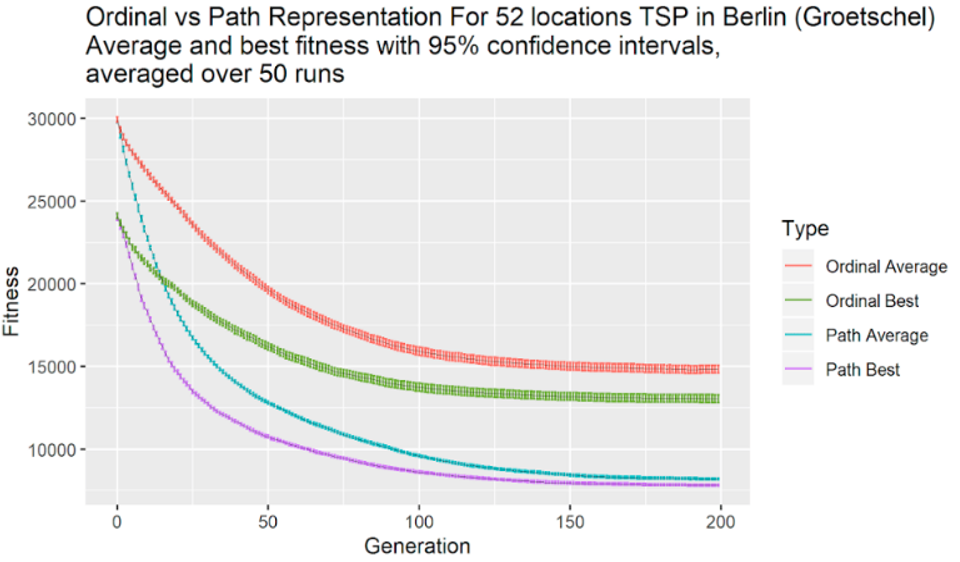 Ordinal vs Path Representation For 52 locations TSP in Berlin (Groetschel)
Average and best fitness with 95% confidence intervals,
averaged over 50 runs
Fitness
30000
25000
20000
15000
10000
0
50
100
150
200
Generation
Type
Ordinal Average
Ordinal Best
Path Average
Path Best